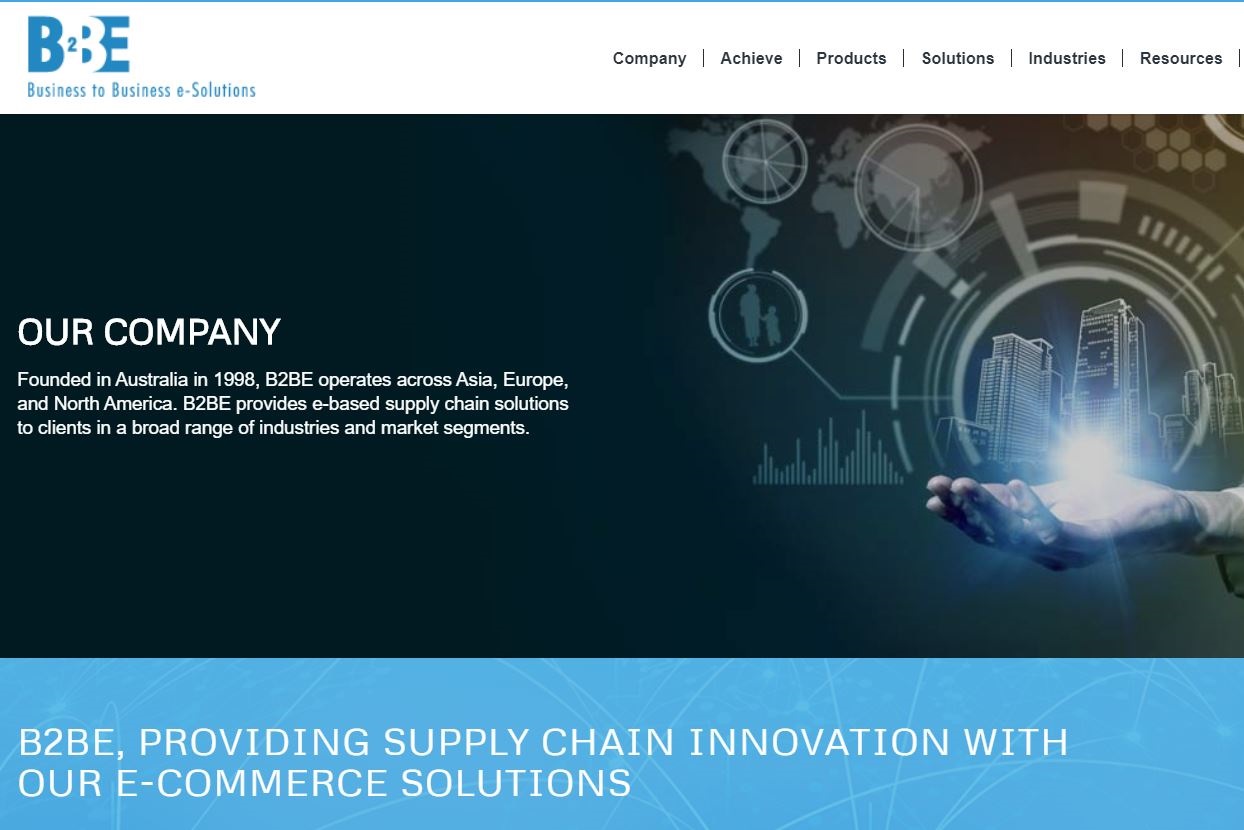 B2BE
Business to Business e-Solutions
Company | Achieve | Products | Solutions | Industries | Resources |
OUR COMPANY
Founded in Australia in 1998, B2BE operates across Asia, Europe,
and North America. B2BE provides e-based supply chain solutions
to clients in a broad range of industries and market segments.
B2BE, PROVIDING SUPPLY CHAIN INNOVATION WITH
OUR E-COMMERCE SOLUTIONS